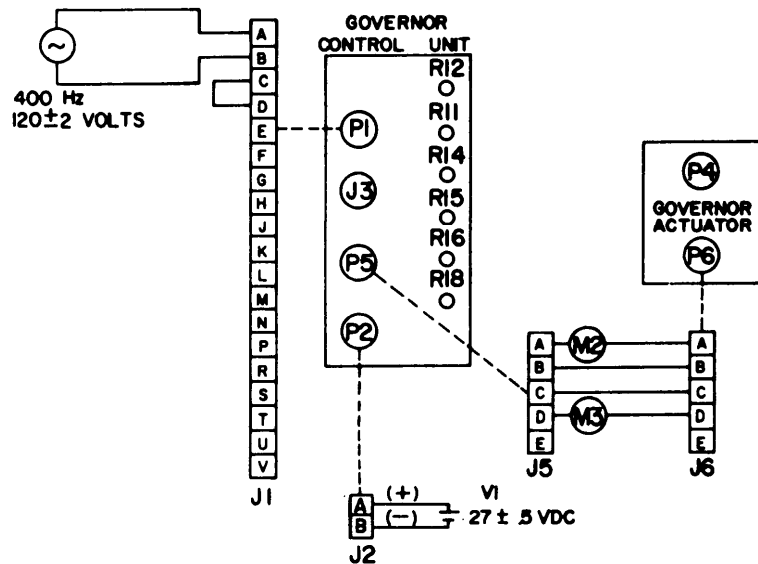 GOVERNOR
CONTROL UNIT
400 Hz
120±2 VOLTS
A
B
C
D
E
F
G
H
J
K
L
M
N
P
R
S
T
U
V
J1
P1
J3
P5
P2
R12
R11
R14
R15
R16
R18
P4
GOVERNOR
ACTUATOR
P6
A
B
C
D
E
J5
M2
M3
A
B
C
D
E
J6
A
B
J2
(+)
(-)
V1
27 ± .5 VDC